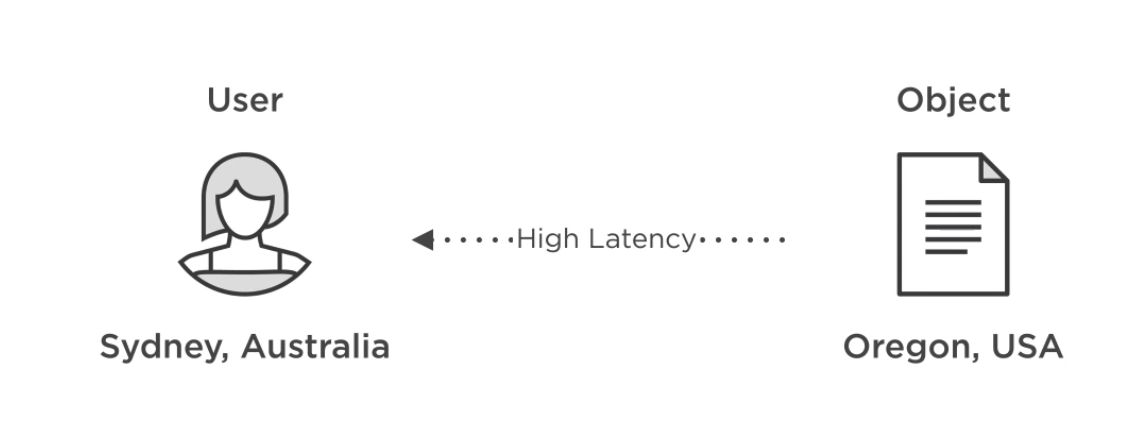 User
Object
High Latency
Sydney, Australia
Oregon, USA